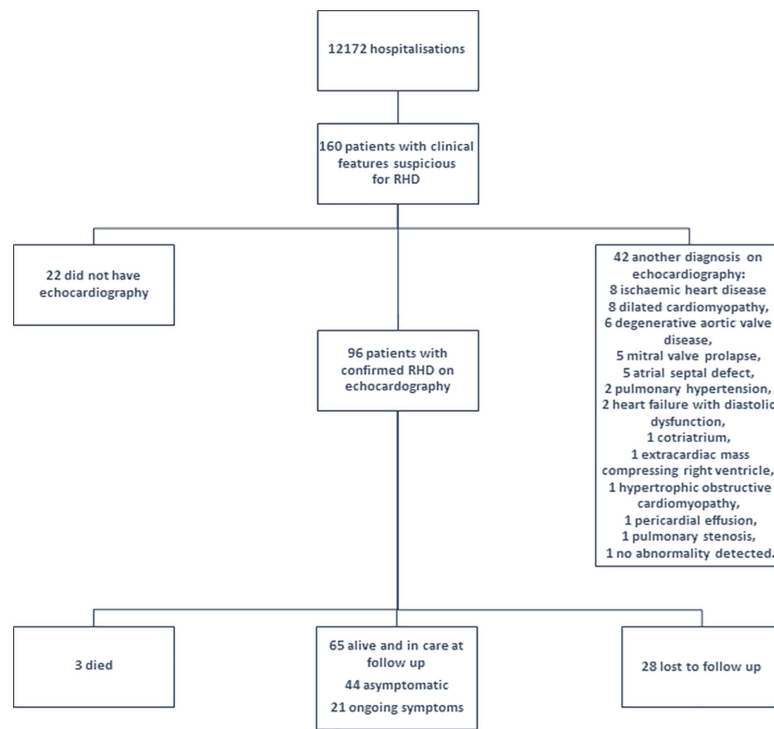 12172 hospitalisations
160 patients with clinical
features suspicious
for RHD
22 did not have
echocardiography
96 patients with
confirmed RHD on
echocardography
42 another diagnosis on
echocardiography:
8 ischaemic heart disease
8 dilated cardiomyopathy,
6 degenerative aortic valve
disease,
5 mitral valve prolapse,
5 atrial septal defect,
2 pulmonary hypertension,
2 heart failure with diastolic
dysfunction,
1 cotriatrium,
1 extracardiac mass
compressing right ventricle,
1 hypertrophic obstructive
cardiomyopathy,
1 pericardial effusion,
1 pulmonary stenosis,
1 no abnormality detected.
3 died
65 alive and in care at
follow up
44 asymptomatic
21 ongoing symptoms
28 lost to follow up